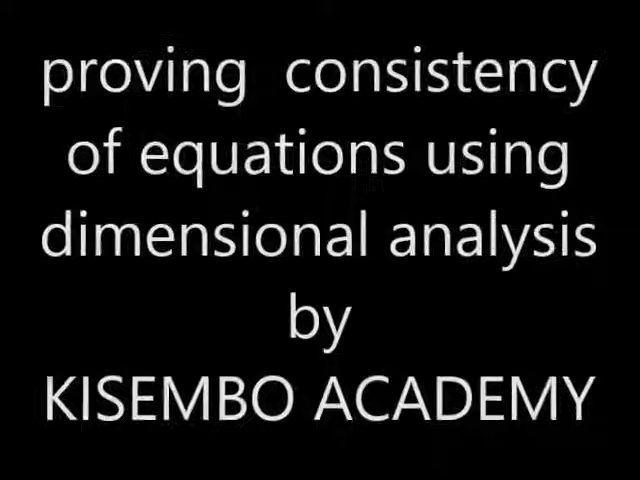 proving consistency
of equations using
dimensional analysis
by
KISEMBO ACADEMY